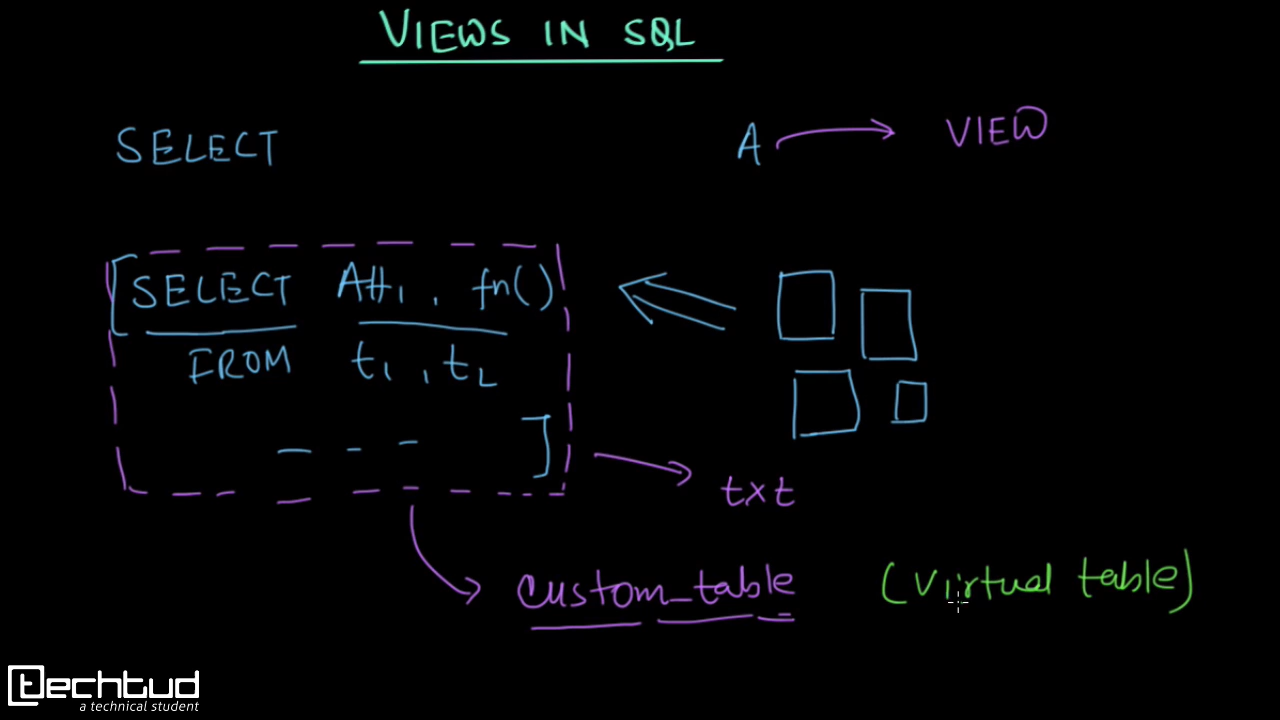 VIEWS IN SQL
SELECT
A VIEW
SELECT Att1, fn()
FROM t1, t2
txt
custom_table (virtual table)
techtud
a technical student